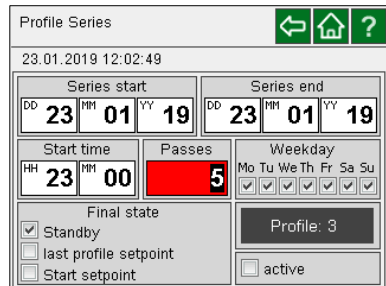 Profile Series
?
23.01.2019 12:02:49
Series start
Series end
DD 23 MM 01 YY 19
DD 23 MM 01 YY 19
Start time
Passes
Weekday
HH 23 MM 00
5
Mo Tu We Th Fr Sa Su
Final state
Standby
last profile setpoint
Start setpoint
Profile: 3
active